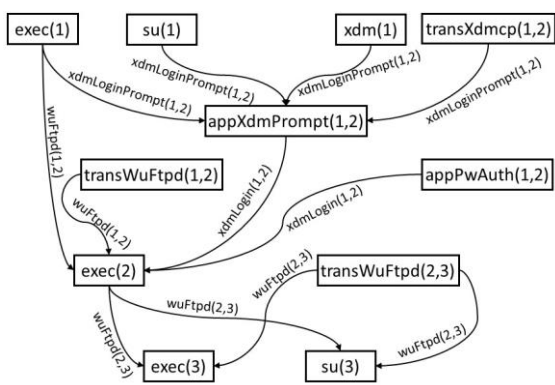 exec(1)
su(1)
xdm(1)
transXdmcp(1,2)
xdmLoginPrompt(1,2)
xdmLoginPrompt(1,2)
xdmLoginPrompt(1,2)
xdmLoginPrompt(1,2)
wuFtpd(1,2)
appXdmPrompt(1,2)
transWuFtpd(1,2)
appPwAuth(1,2)
wuFtpd(1,2)
xdmLogin(1,2)
xdmLogin(1,2)
exec(2)
transWuFtpd(2,3)
wuFtpd(2,3)
wuFtpd(2,3)
wuFtpd(2,3)
wuFtpd(2,3)
exec(3)
su(3)